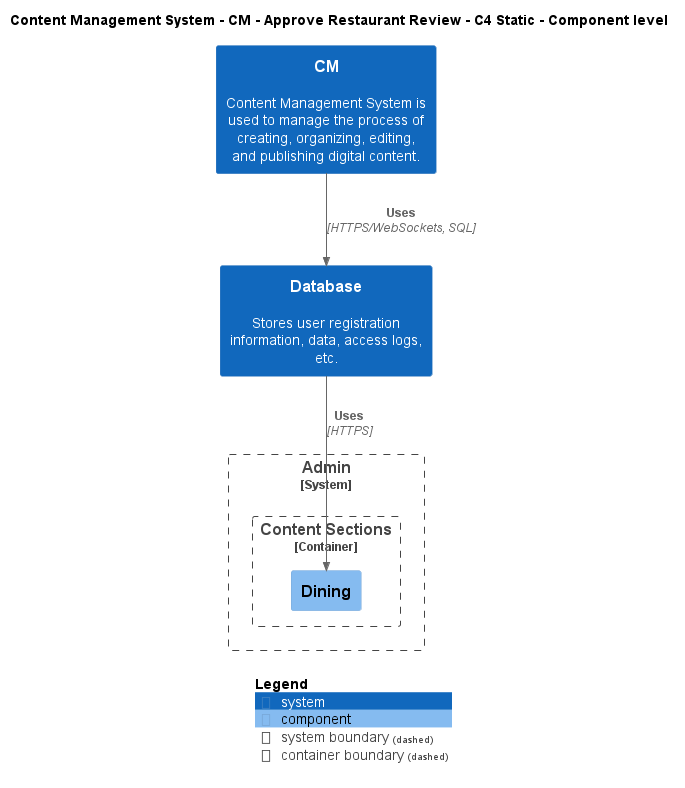 Content Management System - CM - Approve Restaurant Review - C4 Static - Component level
CM
Content Management System is
used to manage the process of
creating, organizing, editing,
and publishing digital content.
Uses
[HTTPS/WebSockets, SQL]
Database
Stores user registration
information, data, access logs,
etc.
Uses
[HTTPS]
Admin
[System]
Content Sections
[Container]
Dining
Legend
system
component
system boundary (dashed)
container boundary (dashed)